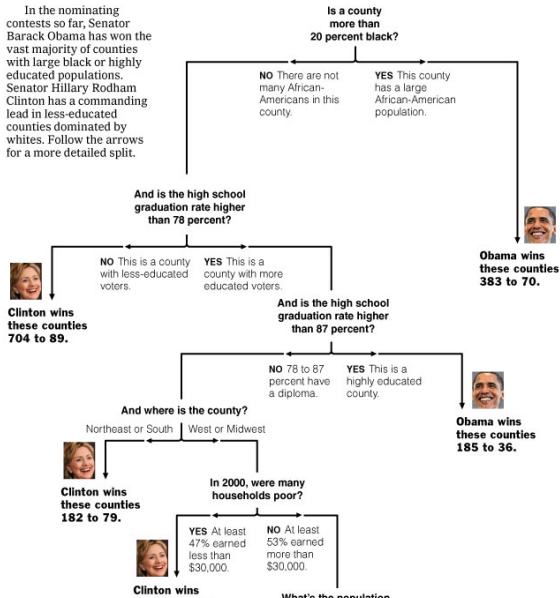 In the nominating
contests so far, Senator
Barack Obama has won the
vast majority of counties
with large black or highly
educated populations.
Senator Hillary Rodham
Clinton has a commanding
lead in less-educated
counties dominated by
whites. Follow the arrows
for a more detailed split.
Is a county
more than
20 percent black?
NO There are not
many African-
Americans in this
county.
YES This county
has a large
African-American
population.
And is the high school
graduation rate higher
than 78 percent?
Obama wins
these counties
383 to 70.
NO This is a county
with less-educated
voters.
YES This is a
county with more
educated voters.
Clinton wins
these counties
704 to 89.
And is the high school
graduation rate higher
than 87 percent?
NO 78 to 87
percent have
a diploma.
YES This is a
highly educated
county.
Obama wins
these counties
185 to 36.
And where is the county?
Northeast or South
West or Midwest
Clinton wins
these counties
182 to 79.
In 2000, were many
households poor?
YES At least
47% earned
less than
$30,000.
NO At least
53% earned
more than
$30,000.
Clinton wins
What's the population